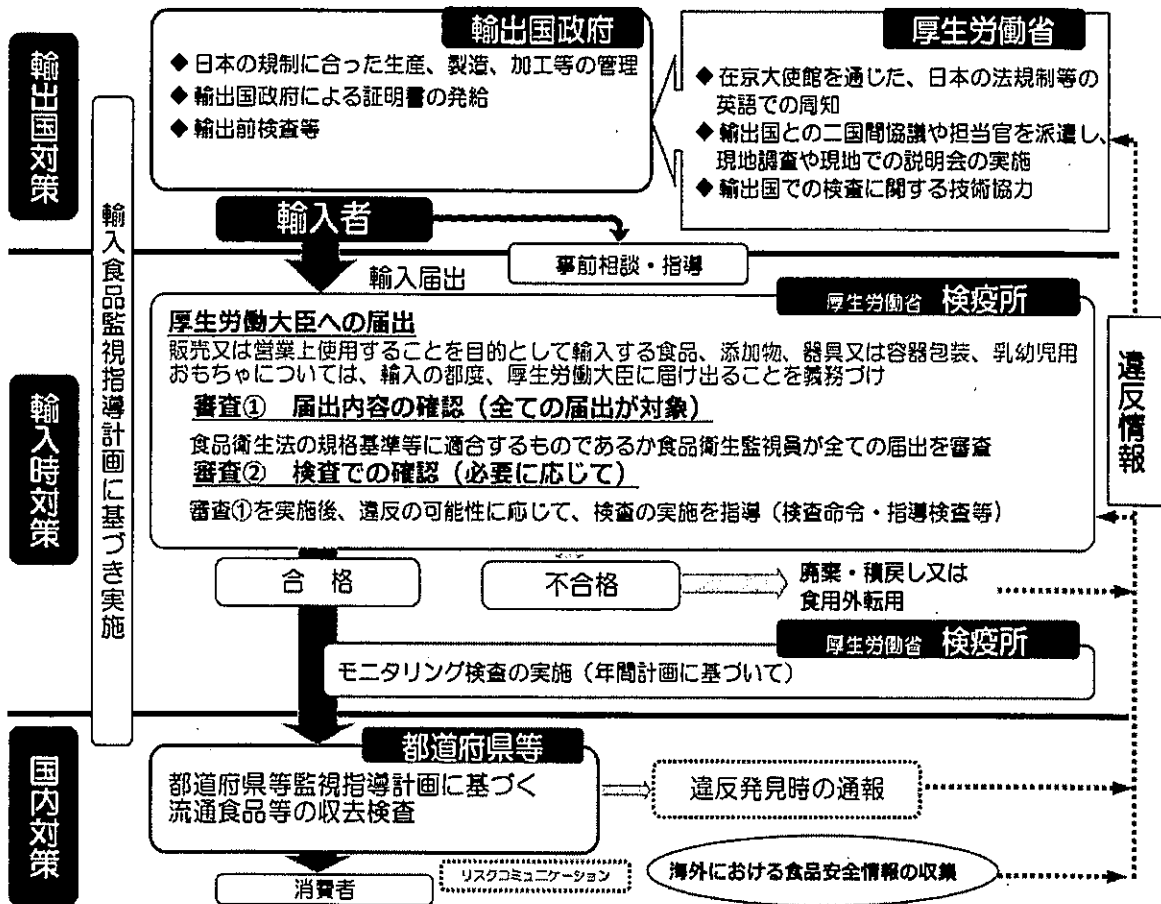 輸出国対策
輸出国政府
◆ 日本の規制に合った生産、製造、加工等の管理
◆ 輸出国政府による証明書の発給
◆ 輸出前検査等
厚生労働省
◆ 在京大使館を通じた、日本の法規制等の
英語での周知
◆ 輸出国との二国間協議や担当官を派遣し、
現地調査や現地での説明会の実施
◆ 輸出国での検査に関する技術協力
輸入食品監視指導計画に基づき実施
輸入者
事前相談・指導
輸入届出
輸入時対策
厚生労働省 検疫所
厚生労働大臣への届出
販売又は営業上使用することを目的として輸入する食品、添加物、器具又は容器包装、乳幼児用
おもちゃについては、輸入の都度、厚生労働大臣に届け出ることを義務づけ
審査① 届出内容の確認（全ての届出が対象）
食品衛生法の規格基準等に適合するものであるか食品衛生監視員が全ての届出を審査
審査② 検査での確認（必要に応じて）
審査①を実施後、違反の可能性に応じて、検査の実施を指導（検査命令・指導検査等）
違反情報
合 格
不合格
廃棄・積戻し又は
食用外転用
厚生労働省 検疫所
モニタリング検査の実施（年間計画に基づいて）
国内対策
都道府県等
都道府県等監視指導計画に基づく
流通食品等の収去検査
違反発見時の通報
消費者
リスクコミュニケーション
海外における食品安全情報の収集